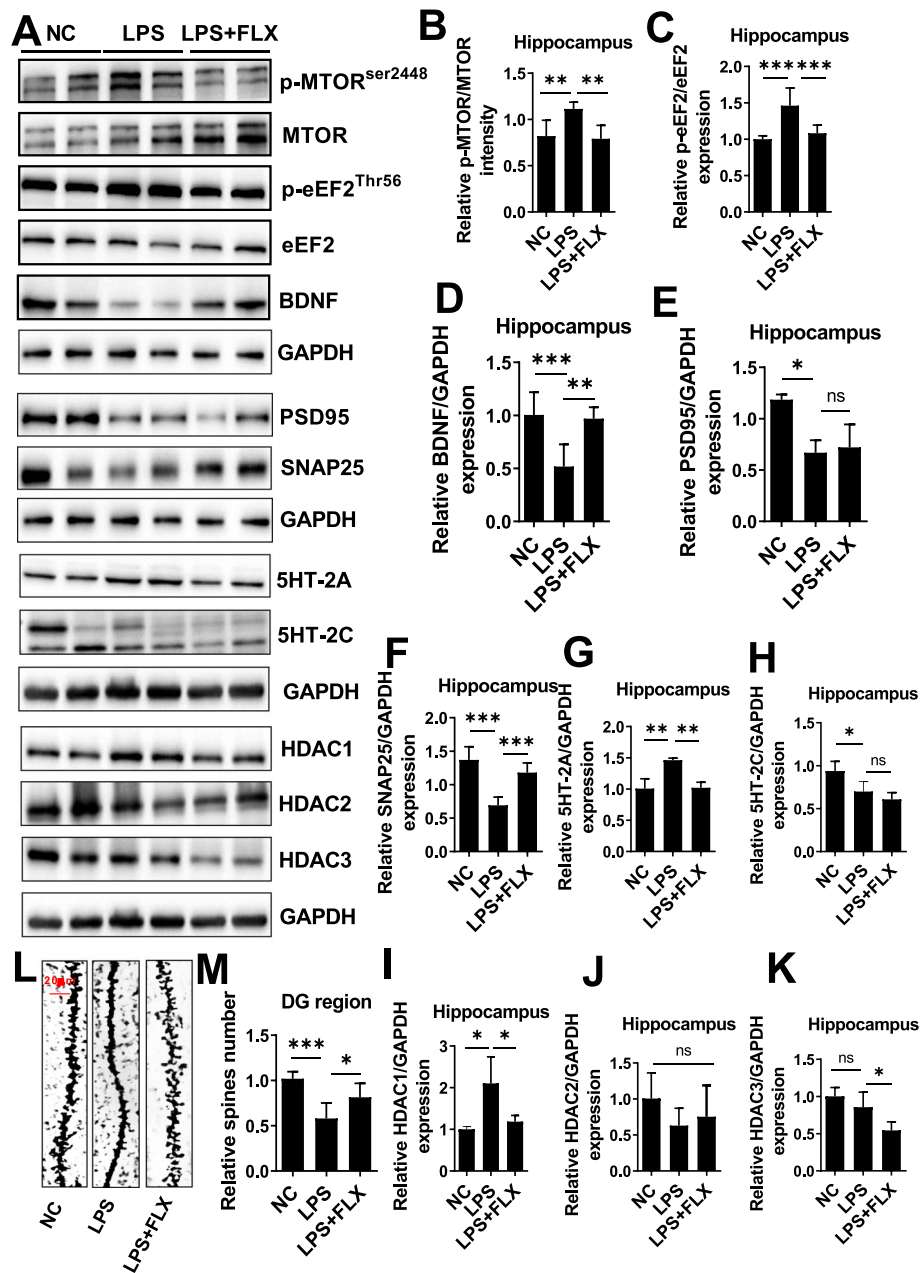 A
NC LPS LPS+FLX
p-MTORser2448
MTOR
p-eEF2Thr56
eEF2
BDNF
GAPDH
PSD95
SNAP25
GAPDH
5HT-2A
5HT-2C
GAPDH
HDAC1
HDAC2
HDAC3
GAPDH
B
Hippocampus
Relative p-MTOR/MTOR
intensity
1.5
1.0
0.5
0.0
** **
NC LPS LPS+FLX
C
Hippocampus
Relative p-eEF2/eEF2
expression
2.0
1.5
1.0
0.5
0.0
*** ***
NC LPS LPS+FLX
D
Hippocampus
Relative BDNF/GAPDH
expression
1.5
1.0
0.5
0.0
***
**
NC LPS LPS+FLX
E
Hippocampus
Relative PSD95/GAPDH
expression
1.5
1.0
0.5
0.0
*
ns
NC LPS LPS+FLX
F
Hippocampus
Relative SNAP25/GAPDH
expression
2.0
1.5
1.0
0.5
0.0
***
***
NC LPS LPS+FLX
G
Hippocampus
Relative 5HT-2A/GAPDH
expression
2.0
1.5
1.0
0.5
0.0
** **
NC LPS LPS+FLX
H
Hippocampus
Relative 5HT-2C/GAPDH
expression
1.5
1.0
0.5
0.0
*
ns
NC LPS LPS+FLX
L
NC LPS LPS+FLX
M
DG region
Relative spines number
1.5
1.0
0.5
0.0
***
*
NC LPS LPS+FLX
I
Hippocampus
Relative HDAC1/GAPDH
expression
3
2
1
0
* *
NC LPS LPS+FLX
J
Hippocampus
Relative HDAC2/GAPDH
expression
1.5
1.0
0.5
0.0
ns
NC LPS LPS+FLX
K
Hippocampus
Relative HDAC3/GAPDH
expression
1.5
1.0
0.5
0.0
ns
*
NC LPS LPS+FLX